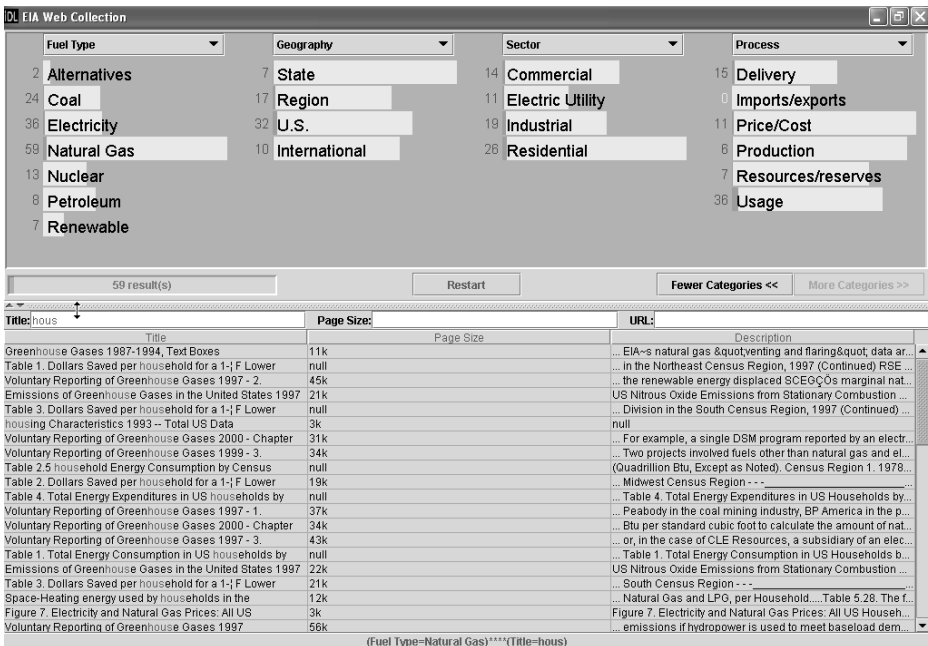 IDL EIA Web Collection
Fuel Type Geography Sector Process
2 Alternatives 7 State 14 Commercial 15 Delivery
24 Coal 17 Region 11 Electric Utility 0 Imports/exports
36 Electricity 32 U.S. 19 Industrial 11 Price/Cost
59 Natural Gas 10 International 26 Residential 6 Production
13 Nuclear 7 Resources/reserves
8 Petroleum 36 Usage
7 Renewable
59 result(s) Restart Fewer Categories << More Categories >>
Title: hous Page Size: URL:
Title Page Size Description
Greenhouse Gases 1987-1994, Text Boxes 11k ... EIA~s natural gas &quot;venting and flaring&quot; data ar...
Table 1. Dollars Saved per household for a 1-¦ F Lower null ... in the Northeast Census Region, 1997 (Continued) RSE ...
Voluntary Reporting of Greenhouse Gases 1997 - 2. 45k ... the renewable energy displaced SCEGÇÖs marginal nat...
Emissions of Greenhouse Gases in the United States 1997 21k US Nitrous Oxide Emissions from Stationary Combustion ...
Table 3. Dollars Saved per household for a 1-¦ F Lower null ... Division in the South Census Region, 1997 (Continued) ...
housing Characteristics 1993 -- Total US Data 3k null
Voluntary Reporting of Greenhouse Gases 2000 - Chapter 31k ... For example, a single DSM program reported by an electr...
Voluntary Reporting of Greenhouse Gases 1999 - 3. 34k ... Two projects involved fuels other than natural gas and el...
Table 2.5 household Energy Consumption by Census null (Quadrillion Btu, Except as Noted). Census Region 1. 1978...
Table 2. Dollars Saved per household for a 1-¦ F Lower 19k ... Midwest Census Region - - -
Table 4. Total Energy Expenditures in US households by null ... Table 4. Total Energy Expenditures in US Households by...
Voluntary Reporting of Greenhouse Gases 1997 - 1. 37k ... Peabody in the coal mining industry, BP America in the p...
Voluntary Reporting of Greenhouse Gases 2000 - Chapter 34k ... Btu per standard cubic foot to calculate the amount of nat...
Voluntary Reporting of Greenhouse Gases 1997 - 3. 43k ... or, in the case of CLE Resources, a subsidiary of an elec...
Table 1. Total Energy Consumption in US households by null ... Table 1. Total Energy Consumption in US Households b...
Emissions of Greenhouse Gases in the United States 1997 22k US Nitrous Oxide Emissions from Stationary Combustion ...
Table 3. Dollars Saved per household for a 1-¦ F Lower 21k ... South Census Region - - -
Space-Heating energy used by households in the 12k ... Natural Gas and LPG, per Household.....Table 5.28. The f...
Figure 7. Electricity and Natural Gas Prices: All US 3k Figure 7. Electricity and Natural Gas Prices: All US Househ...
Voluntary Reporting of Greenhouse Gases 1997 56k ... emissions if hydropower is used to meet baseload dem...
(Fuel Type=Natural Gas)****(Title=hous)